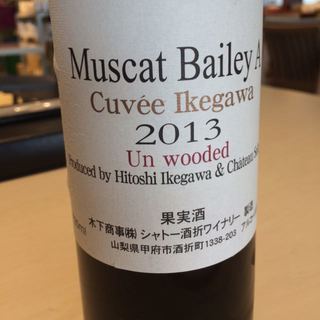 Muscat Bailey A
Cuvée Ikegawa
2013
Un wooded
Produced by Hitoshi Ikegawa & Château
果実酒
木下商事㈱ シャトー酒折ワイナリー
山梨県甲府市酒折町1338-203